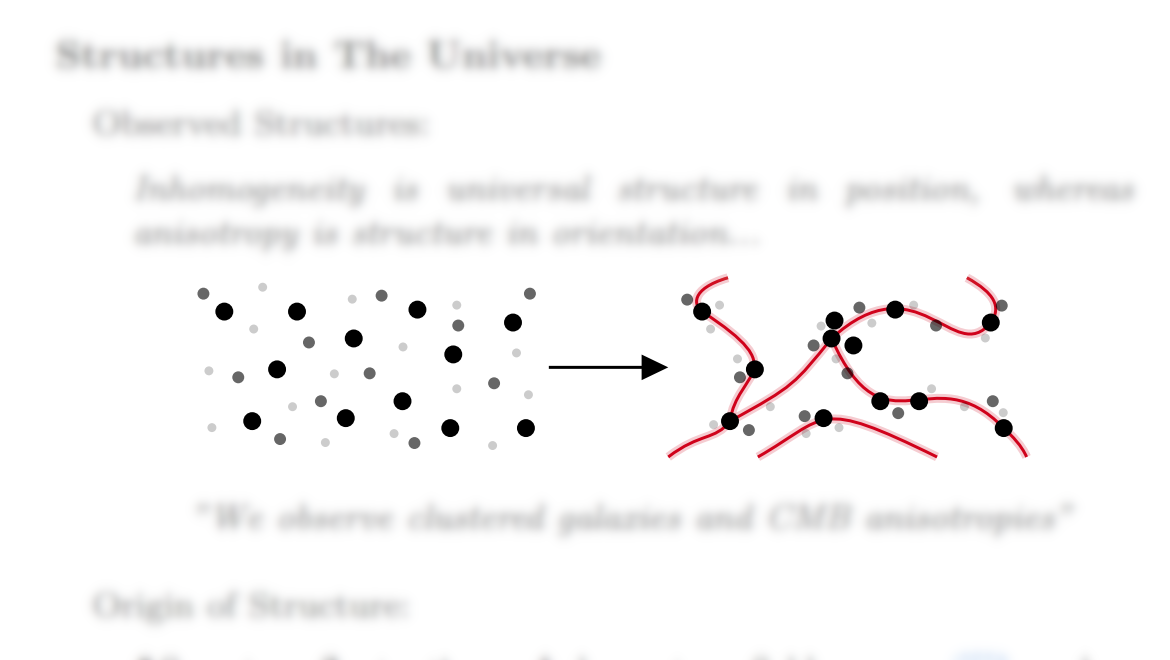 Structures in The Universe
Observed Structures:
Inhomogeneity is universal structure in position, whereas
anisotropy is structure in orientation...
"We observe clustered galaxies and CMB anisotropies"
Origin of Structure: